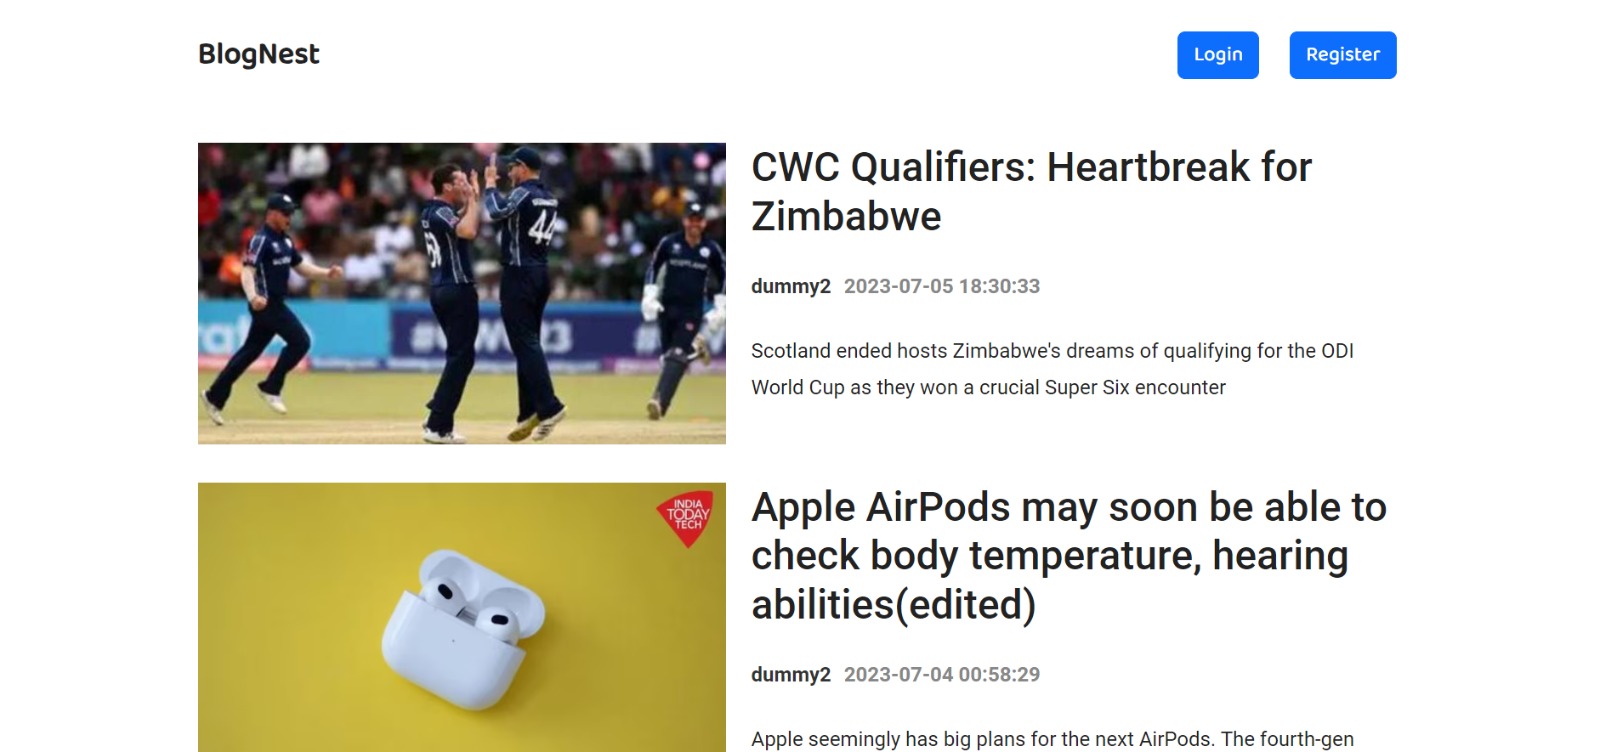 BlogNest
Login
Register
CWC Qualifiers: Heartbreak for
Zimbabwe
dummy2 2023-07-05 18:30:33
Scotland ended hosts Zimbabwe's dreams of qualifying for the ODI
World Cup as they won a crucial Super Six encounter
44
INDIA
TODAY
TECH
Apple AirPods may soon be able to
check body temperature, hearing
abilities(edited)
dummy2 2023-07-04 00:58:29
Apple seemingly has big plans for the next AirPods. The fourth-gen